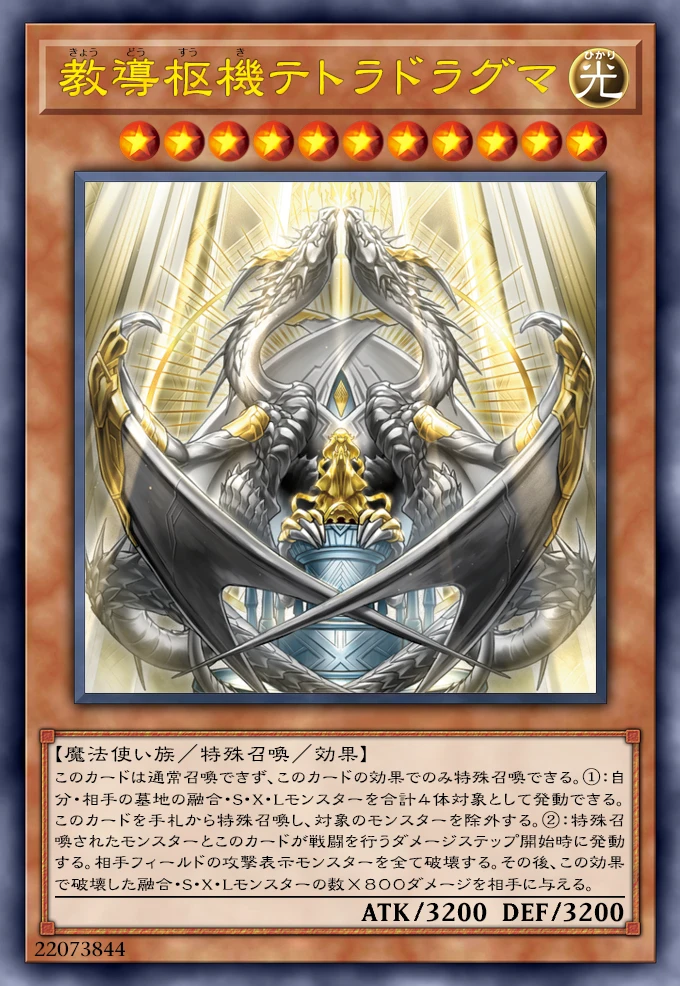 きょう どう すう き
教導枢機テトラドラグマ
ひかり
光
【魔法使い族／特殊召喚／効果】
このカードは通常召喚できず、このカードの効果でのみ特殊召喚できる。①：自
分・相手の墓地の融合・S・X・Lモンスターを合計4体対象として発動できる。
このカードを手札から特殊召喚し、対象のモンスターを除外する。②：特殊召
喚されたモンスターとこのカードが戦闘を行うダメージステップ開始時に発動
する。相手フィールドの攻撃表示モンスターを全て破壊する。その後、この効果
で破壊した融合・S・X・Lモンスターの数×800ダメージを相手に与える。
ATK/3200 DEF/3200
22073844